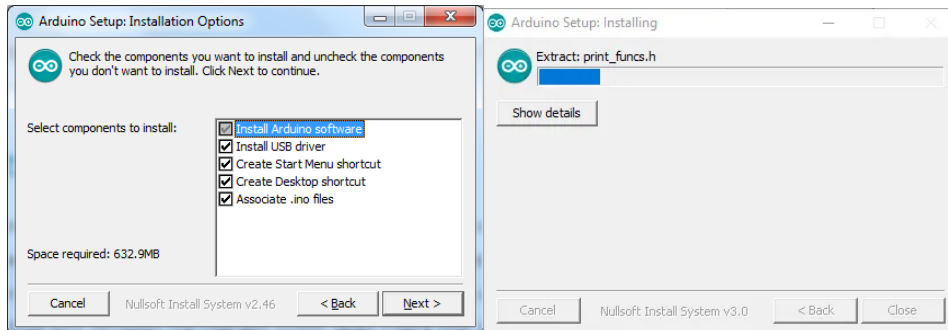 Arduino Setup: Installation Options
Check the components you want to install and uncheck the components
you don't want to install. Click Next to continue.
Select components to install:
Install Arduino software
Install USB driver
Create Start Menu shortcut
Create Desktop shortcut
Associate .ino files
Space required: 632.9MB
Cancel
Nullsoft Install System v2.46
< Back
Next >
Arduino Setup: Installing
Extract: print_funcs.h
Show details
Cancel
Nullsoft Install System v3.0
< Back
Close